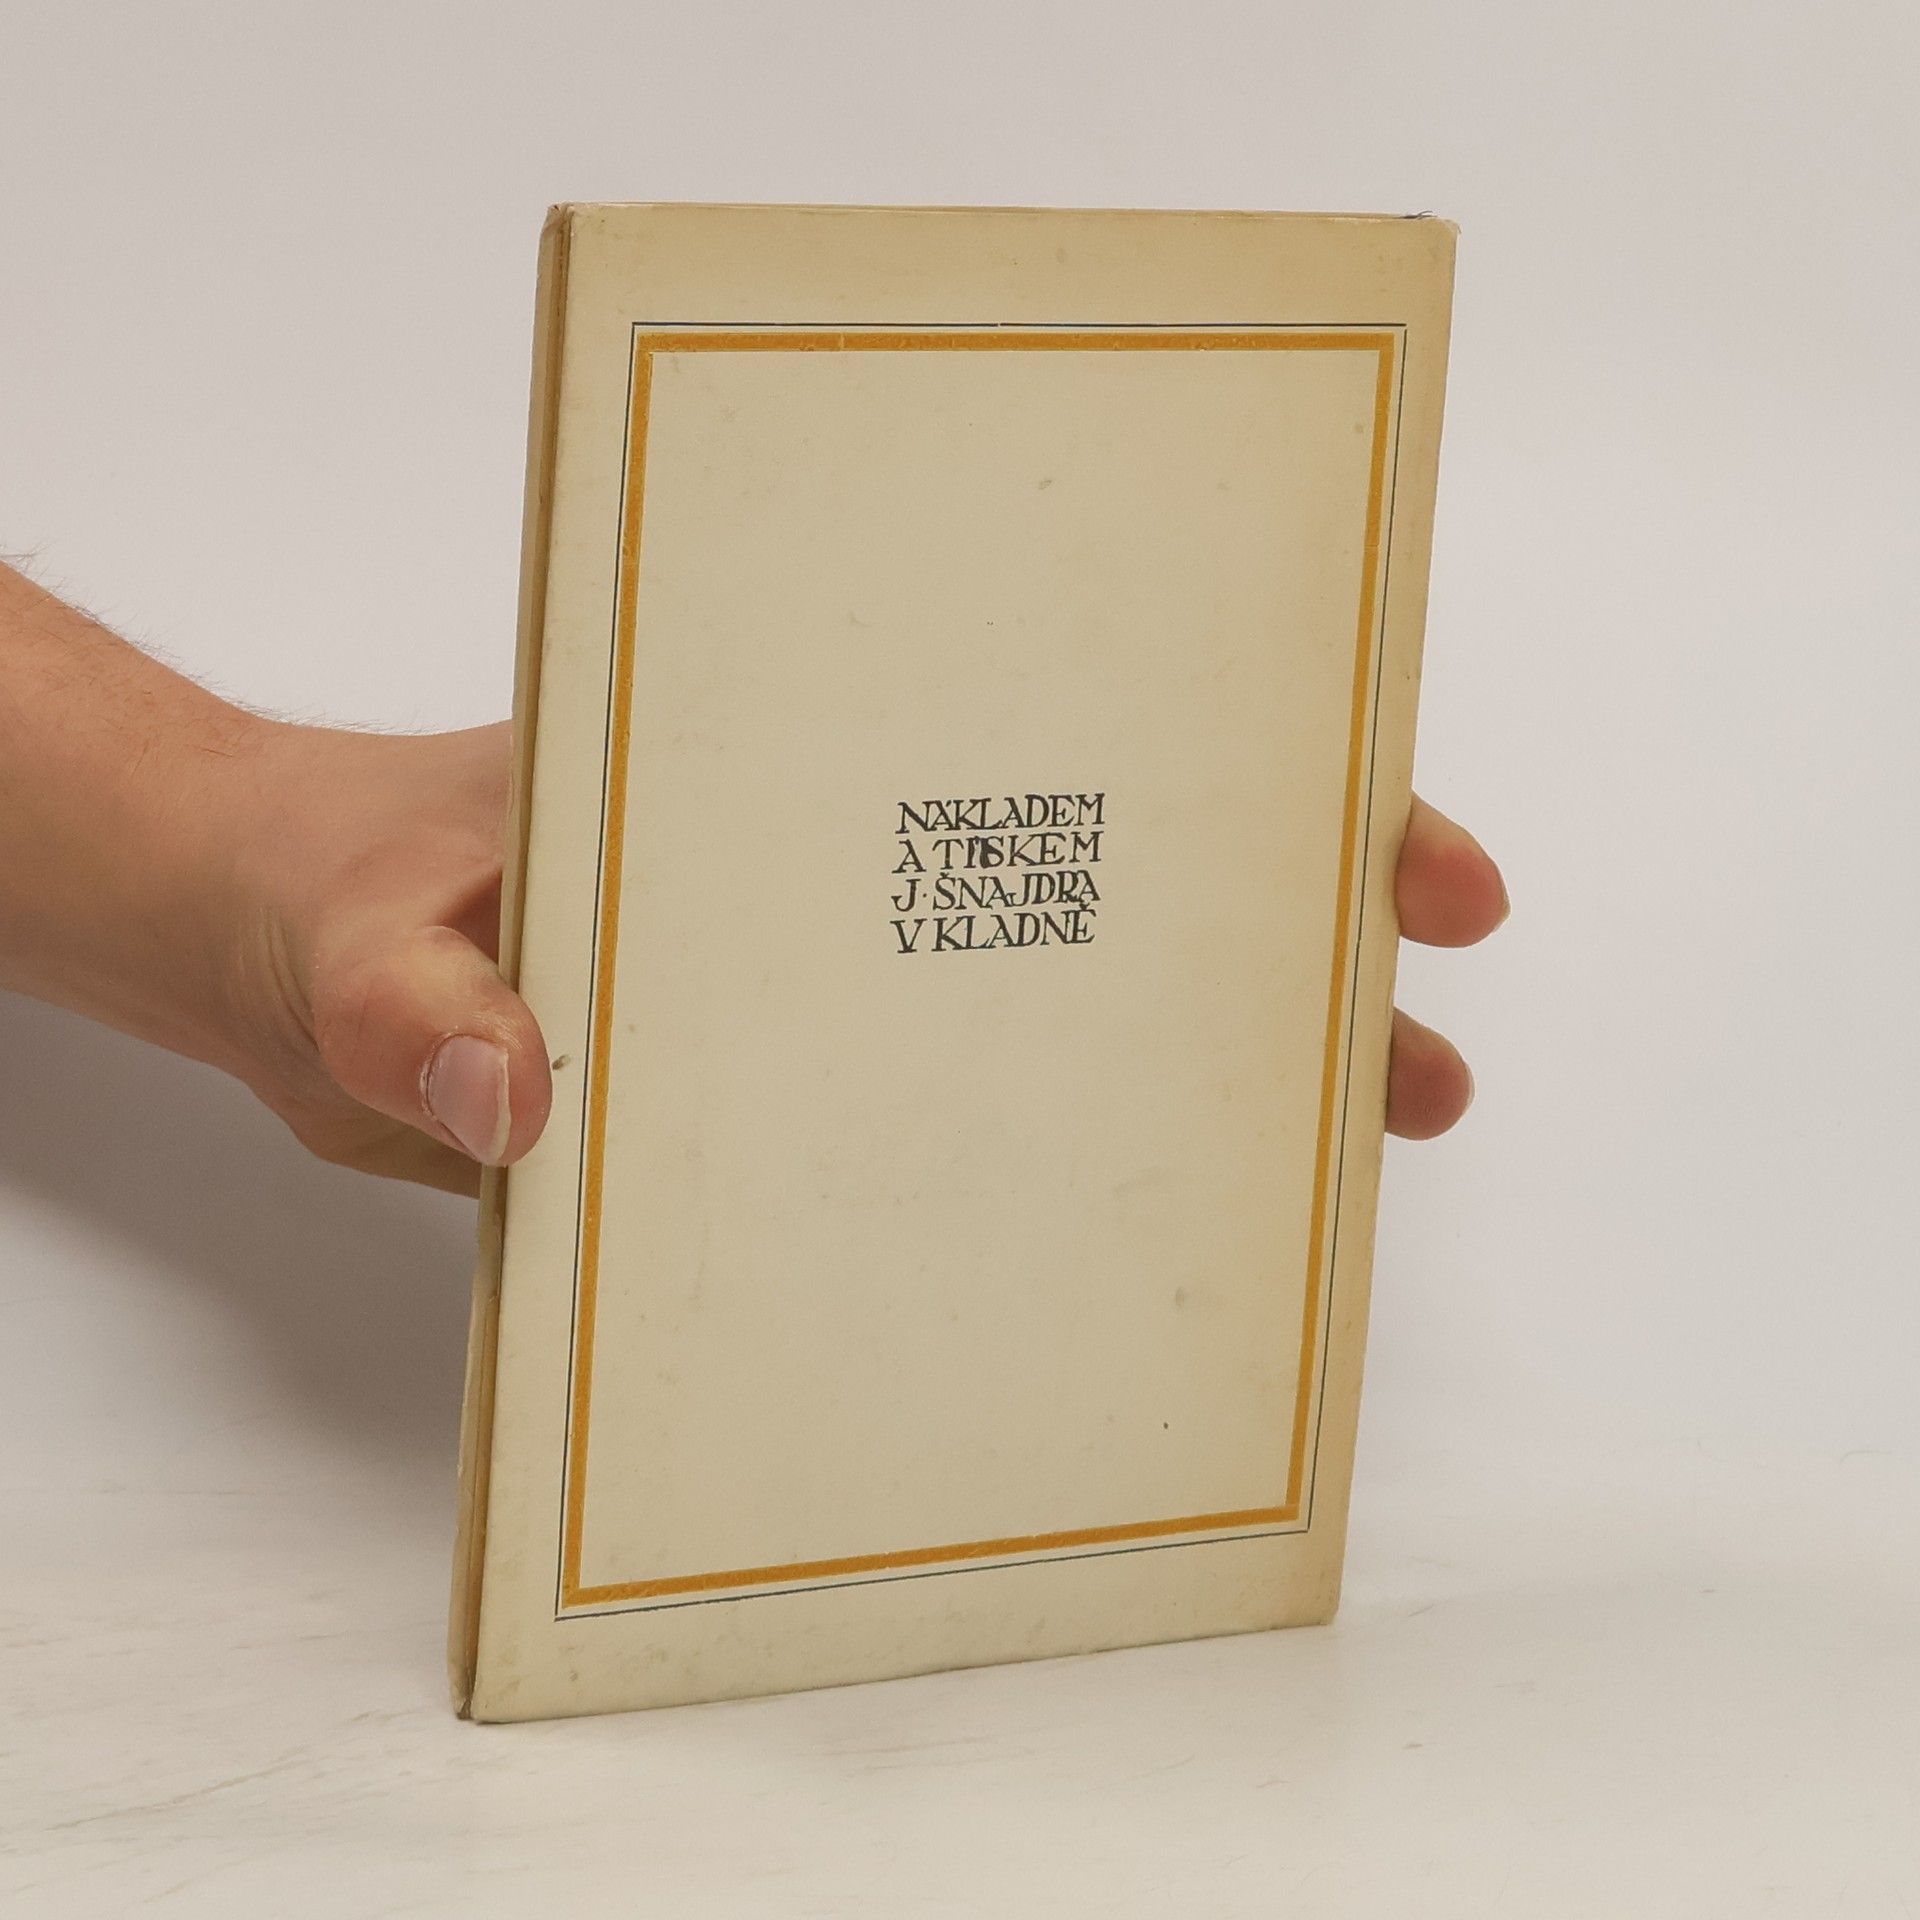 NÁKLADEM
A TISKEM
J. ŠNAJDRA
V KLADNĚ